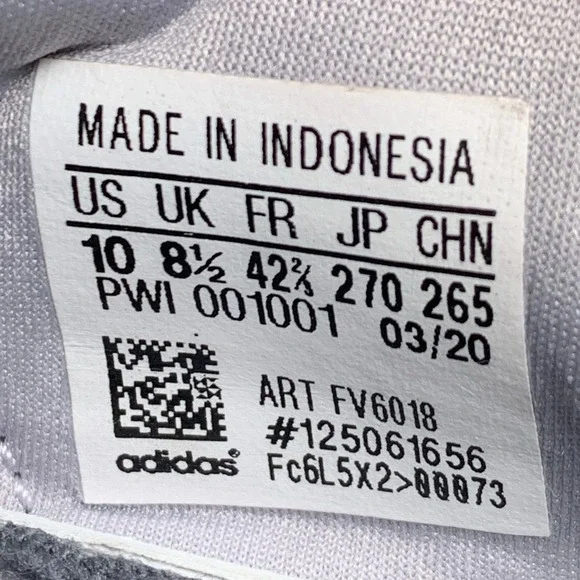 MADE IN INDONESIA
US UK FR JP CHN
10 8½ 42⅔ 270 265
PWI 001001 03/20
ART FV6018
#125061656
adidas Fc6L5X2>00073